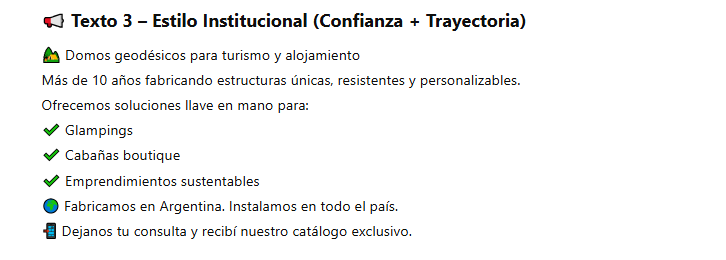 📢 Texto 3 – Estilo Institucional (Confianza + Trayectoria)
🏕️ Domos geodésicos para turismo y alojamiento
Más de 10 años fabricando estructuras únicas, resistentes y personalizables.
Ofrecemos soluciones llave en mano para:
✔️ Glampings
✔️ Cabañas boutique
✔️ Emprendimientos sustentables
🌎 Fabricamos en Argentina. Instalamos en todo el país.
📲 Dejanos tu consulta y recibí nuestro catálogo exclusivo.